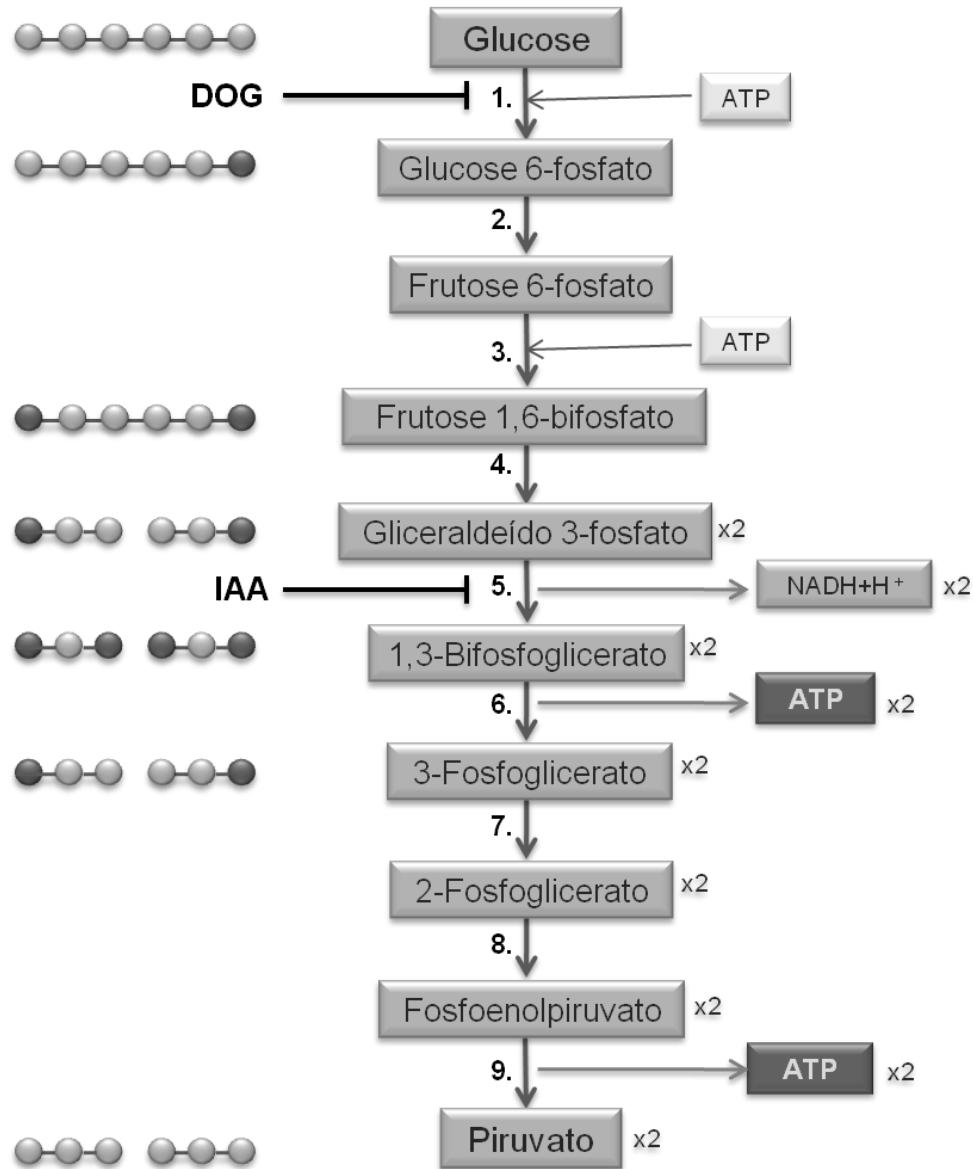 Glucose
DOG
1.
ATP
Glucose 6-fosfato
2.
Frutose 6-fosfato
3.
ATP
Frutose 1,6-bifosfato
4.
Gliceraldeído 3-fosfato x2
IAA
5.
NADH+H⁺ x2
1,3-Bifosfoglicerato x2
6.
ATP x2
3-Fosfoglicerato x2
7.
2-Fosfoglicerato x2
8.
Fosfoenolpiruvato x2
9.
ATP x2
Piruvato x2